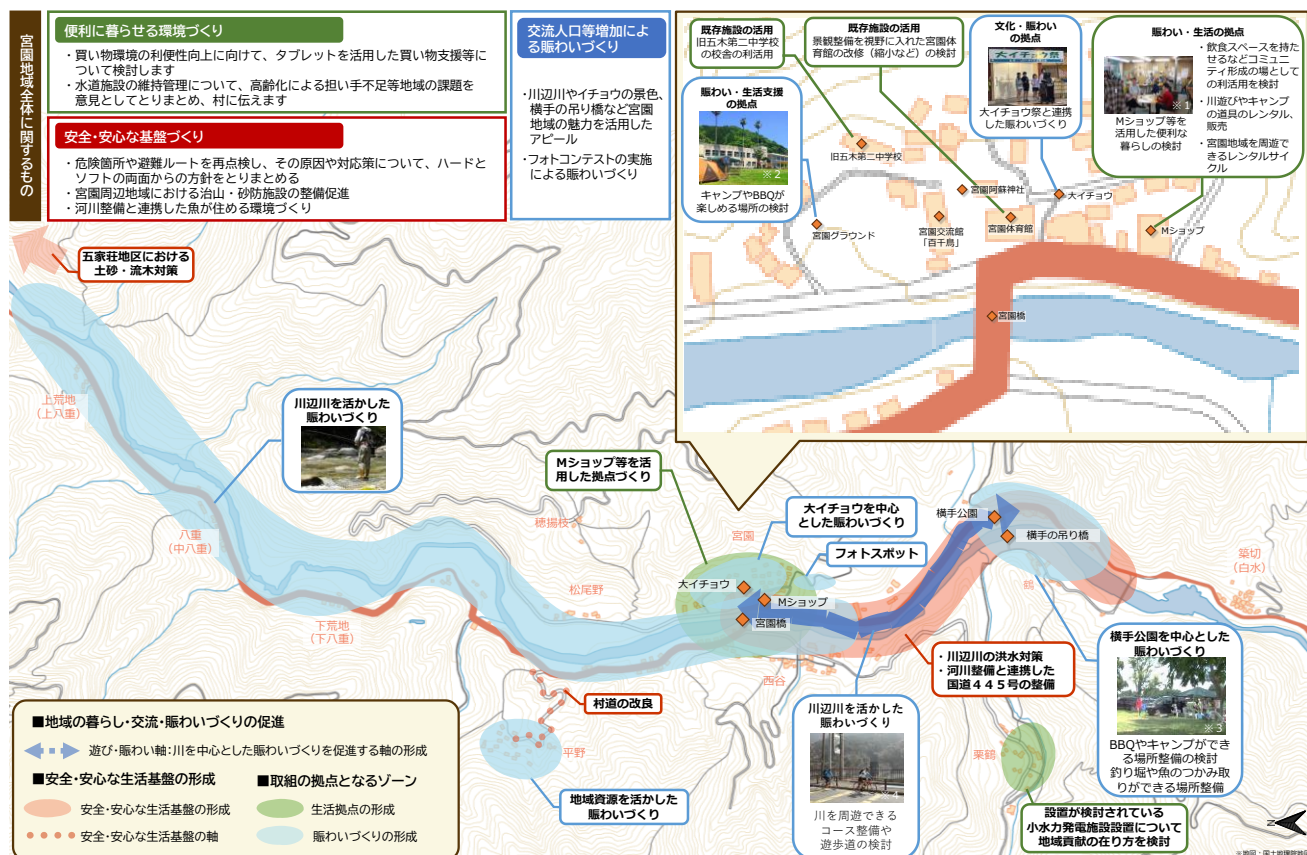 宮園地域全体に関するもの
便利に暮らせる環境づくり
・買い物環境の利便性向上に向けて、タブレットを活用した買い物支援等に
ついて検討します
・水道施設の維持管理について、高齢化による担い手不足等地域の課題を
意見としてとりまとめ、村に伝えます
安全・安心な基盤づくり
・危険箇所や避難ルートを再点検し、その原因や対応策について、ハードと
ソフトの両面からの方針をとりまとめる
・宮園周辺地域における治山・砂防施設の整備促進
・河川整備と連携した魚が住める環境づくり
交流人口等増加によ
る賑わいづくり
・川辺川やイチョウの景色、
横手の吊り橋など宮園
地域の魅力を活用した
アピール
・フォトコンテストの実施
による賑わいづくり
既存施設の活用
旧五木第二中学校
の校舎の利活用
既存施設の活用
景観整備を視野に入れた宮園体
育館の改修（縮小など）の検討
文化・賑わい
の拠点
大イチョウ祭
大イチョウ祭と連携
した賑わいづくり
賑わい・生活の拠点
※1
Mショップ等を
活用した便利な
暮らしの検討
・飲食スペースを持た
せるなどコミュニ
ティ形成の場として
の利活用を検討
・川遊びやキャンプ
の道具のレンタル、
販売
・宮園地域を周遊で
きるレンタルサイ
クル
賑わい・生活支援
の拠点
※2
キャンプやBBQが
楽しめる場所の検討
旧五木第二中学校
宮園阿蘇神社
大イチョウ
宮園グラウンド
宮園交流館
「百千鳥」
宮園体育館
Mショップ
宮園橋
五家荘地区における
土砂・流木対策
上荒地
（上八重）
川辺川を活かした
賑わいづくり
八重
（中八重）
下荒地
（下八重）
穂揚枝
松尾野
Mショップ等を活
用した拠点づくり
宮園
大イチョウを中心
とした賑わいづくり
フォトスポット
大イチョウ
Mショップ
宮園橋
横手公園
横手の吊り橋
鶴
築切
（白水）
西谷
・川辺川の洪水対策
・河川整備と連携した
国道４４５号の整備
村道の改良
平野
地域資源を活かした
賑わいづくり
川辺川を活かした
賑わいづくり
川を周遊できる
コース整備や
遊歩道の検討
栗鶴
横手公園を中心とした
賑わいづくり
※3
BBQやキャンプができ
る場所整備の検討
釣り堀や魚のつかみ取
りができる場所整備
設置が検討されている
小水力発電施設設置について
地域貢献の在り方を検討
■地域の暮らし・交流・賑わいづくりの促進
遊び・賑わい軸：川を中心とした賑わいづくりを促進する軸の形成
■安全・安心な生活基盤の形成
安全・安心な生活基盤の形成
安全・安心な生活基盤の軸
■取組の拠点となるゾーン
生活拠点の形成
賑わいづくりの形成
N
※地図：国土地理院地図